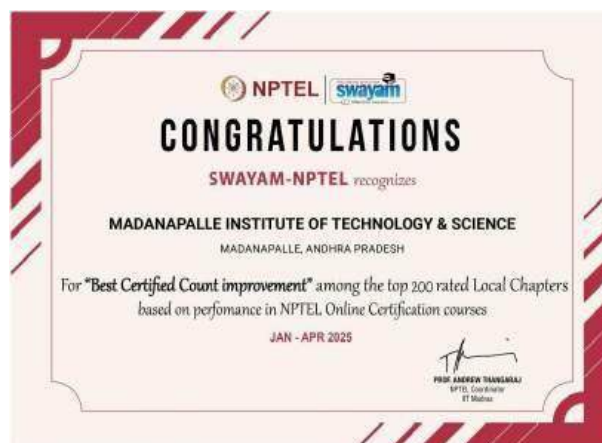 NPTEL swayam
CONGRATULATIONS
SWAYAM-NPTEL recognizes
MADANAPALLE INSTITUTE OF TECHNOLOGY & SCIENCE
MADANAPALLE, ANDHRA PRADESH
For "Best Certified Count improvement" among the top 200 rated Local Chapters
based on perfomance in NPTEL Online Certification courses
JAN - APR 2025
PROF. ANDREW THANGARAJ
NPTEL Coordinator
IIT Madras